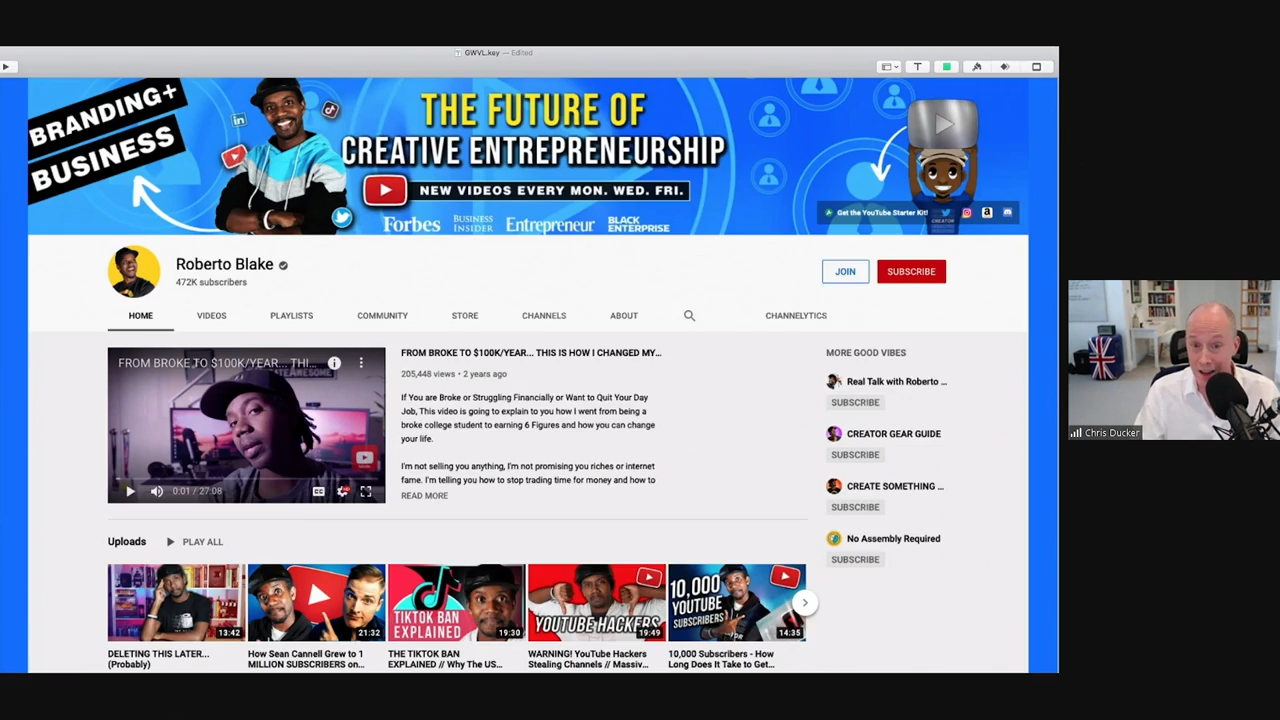 GWVL.key — Edited
BRANDING+
BUSINESS
THE FUTURE OF
CREATIVE ENTREPRENEURSHIP
NEW VIDEOS EVERY MON. WED. FRI.
Forbes BUSINESS INSIDER Entrepreneur BLACK ENTERPRISE
Get the YouTube Starter Kit!
Roberto Blake
472K subscribers
JOIN SUBSCRIBE
HOME VIDEOS PLAYLISTS COMMUNITY STORE CHANNELS ABOUT CHANNELYTICS
FROM BROKE TO $100K/YEAR... THI...
0:01 / 27:08
FROM BROKE TO $100K/YEAR... THIS IS HOW I CHANGED MY...
205,448 views • 2 years ago
If You are Broke or Struggling Financially or Want to Quit Your Day
Job, This video is going to explain to you how I went from being a
broke college student to earning 6 Figures and how you can change
your life.
I'm not selling you anything, I'm not promising you riches or internet
fame. I'm telling you how to stop trading time for money and how to
READ MORE
MORE GOOD VIBES
Real Talk with Roberto ...
SUBSCRIBE
CREATOR GEAR GUIDE
SUBSCRIBE
CREATE SOMETHING ...
SUBSCRIBE
No Assembly Required
SUBSCRIBE
Uploads PLAY ALL
13:42
21:32
TIKTOK BAN
EXPLAINED
19:30
YOUTUBE HACKERS
19:49
10,000
YOUTUBE
SUBSCRIBERS
14:35
DELETING THIS LATER...
(Probably)
How Sean Cannell Grew to 1
MILLION SUBSCRIBERS on...
THE TIKTOK BAN
EXPLAINED // Why The US...
WARNING! YouTube Hackers
Stealing Channels // Massiv...
10,000 Subscribers - How
Long Does It Take to Get...
Chris Ducker